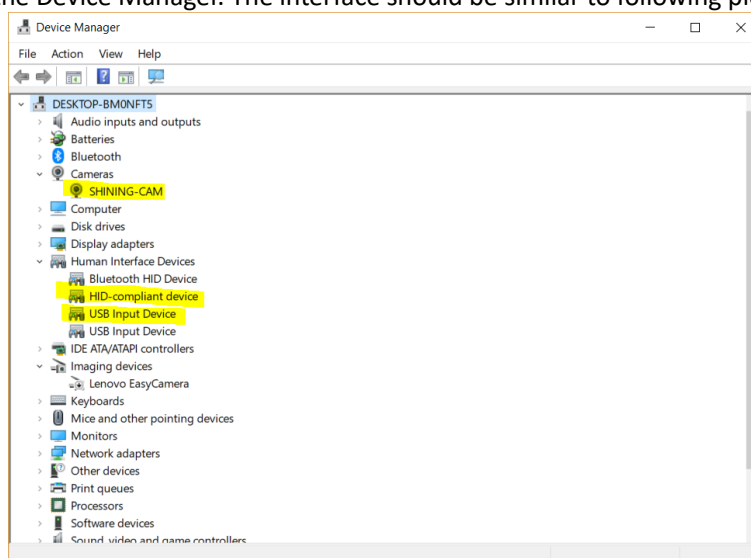 the Device Manager. The interface should be similar to following pi
Device Manager
File Action View Help
DESKTOP-BM0NFT5
Audio inputs and outputs
Batteries
Bluetooth
Cameras
SHINING-CAM
Computer
Disk drives
Display adapters
Human Interface Devices
Bluetooth HID Device
HID-compliant device
USB Input Device
USB Input Device
IDE ATA/ATAPI controllers
Imaging devices
Lenovo EasyCamera
Keyboards
Mice and other pointing devices
Monitors
Network adapters
Other devices
Print queues
Processors
Software devices
Sound, video and game controllers